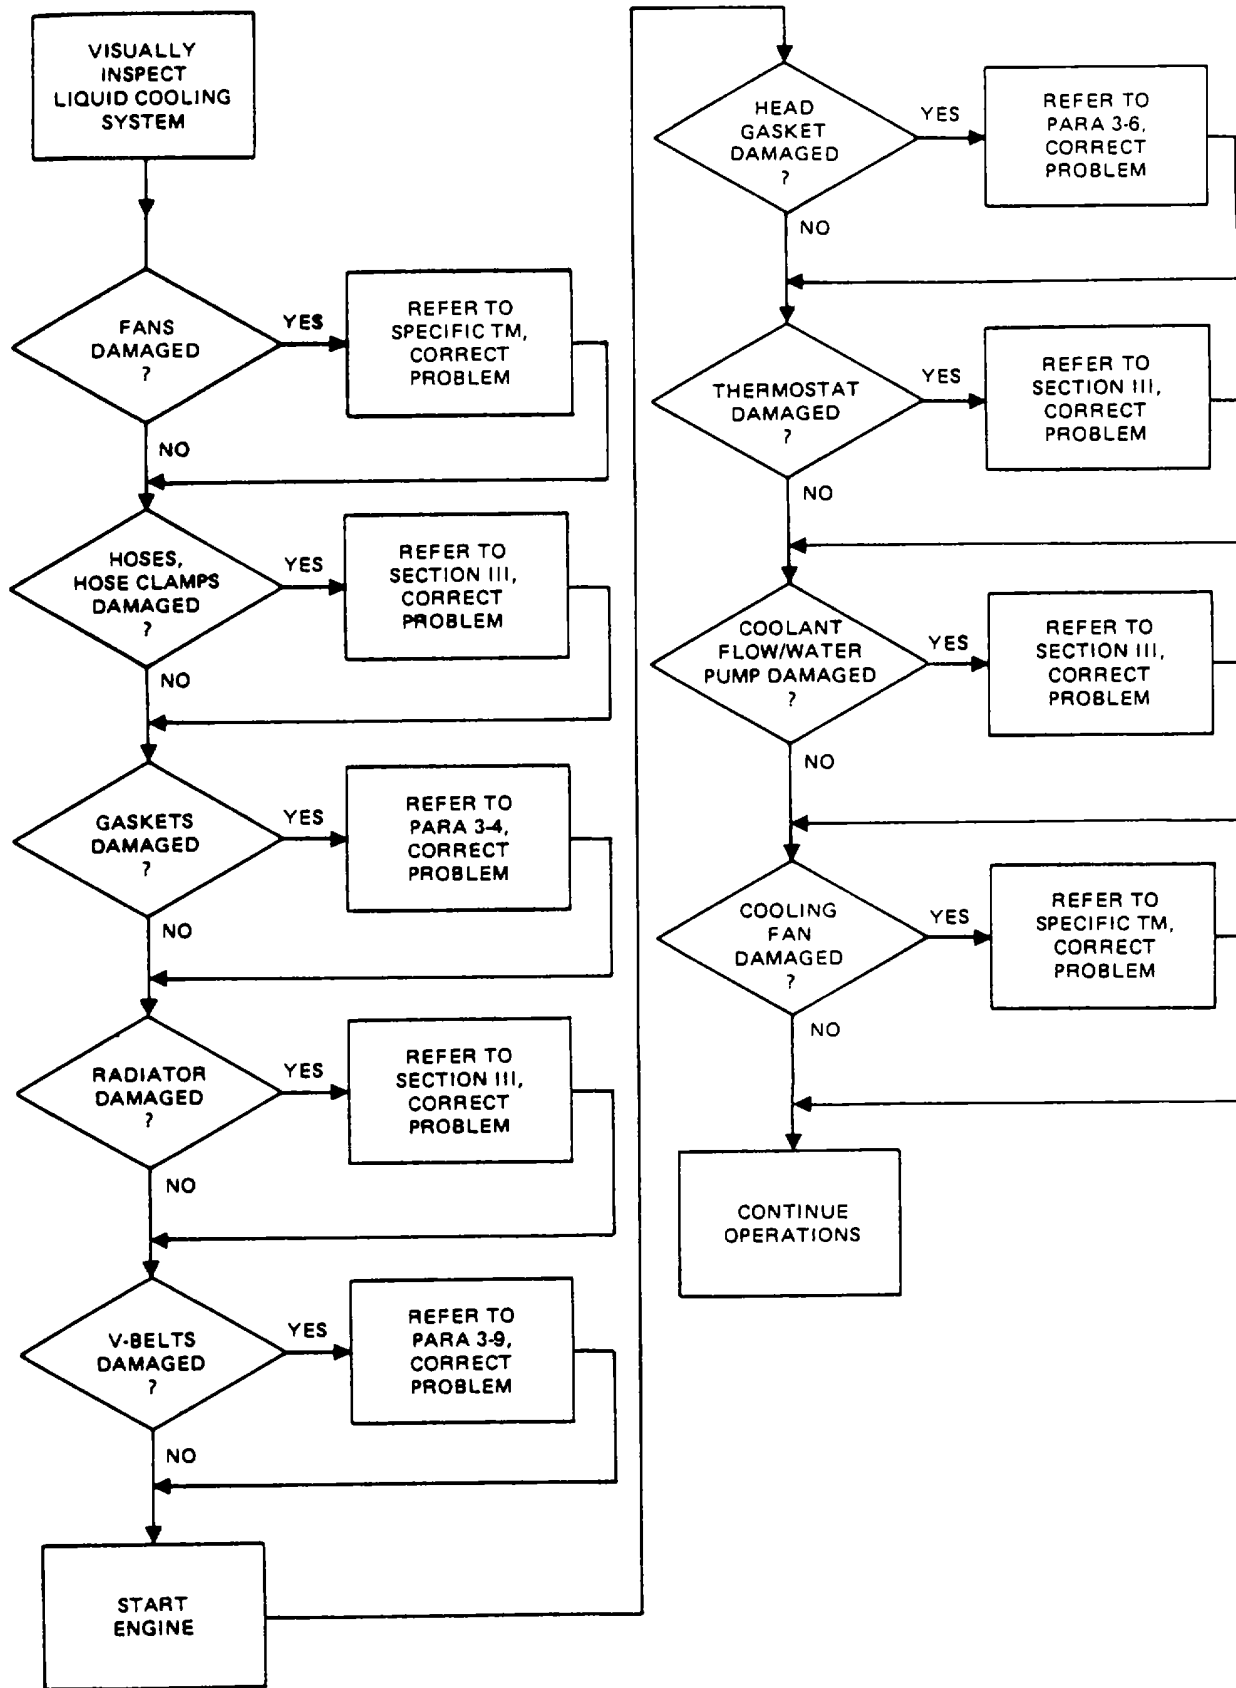 VISUALLY
INSPECT
LIQUID COOLING
SYSTEM
FANS
DAMAGED
?
YES
REFER TO
SPECIFIC TM,
CORRECT
PROBLEM
NO
HOSES,
HOSE CLAMPS
DAMAGED
?
YES
REFER TO
SECTION III,
CORRECT
PROBLEM
NO
GASKETS
DAMAGED
?
YES
REFER TO
PARA 3-4,
CORRECT
PROBLEM
NO
RADIATOR
DAMAGED
?
YES
REFER TO
SECTION III,
CORRECT
PROBLEM
NO
V-BELTS
DAMAGED
?
YES
REFER TO
PARA 3-9,
CORRECT
PROBLEM
NO
START
ENGINE
HEAD
GASKET
DAMAGED
?
YES
REFER TO
PARA 3-6,
CORRECT
PROBLEM
NO
THERMOSTAT
DAMAGED
?
YES
REFER TO
SECTION III,
CORRECT
PROBLEM
NO
COOLANT
FLOW/WATER
PUMP DAMAGED
?
YES
REFER TO
SECTION III,
CORRECT
PROBLEM
NO
COOLING
FAN
DAMAGED
?
YES
REFER TO
SPECIFIC TM,
CORRECT
PROBLEM
NO
CONTINUE
OPERATIONS